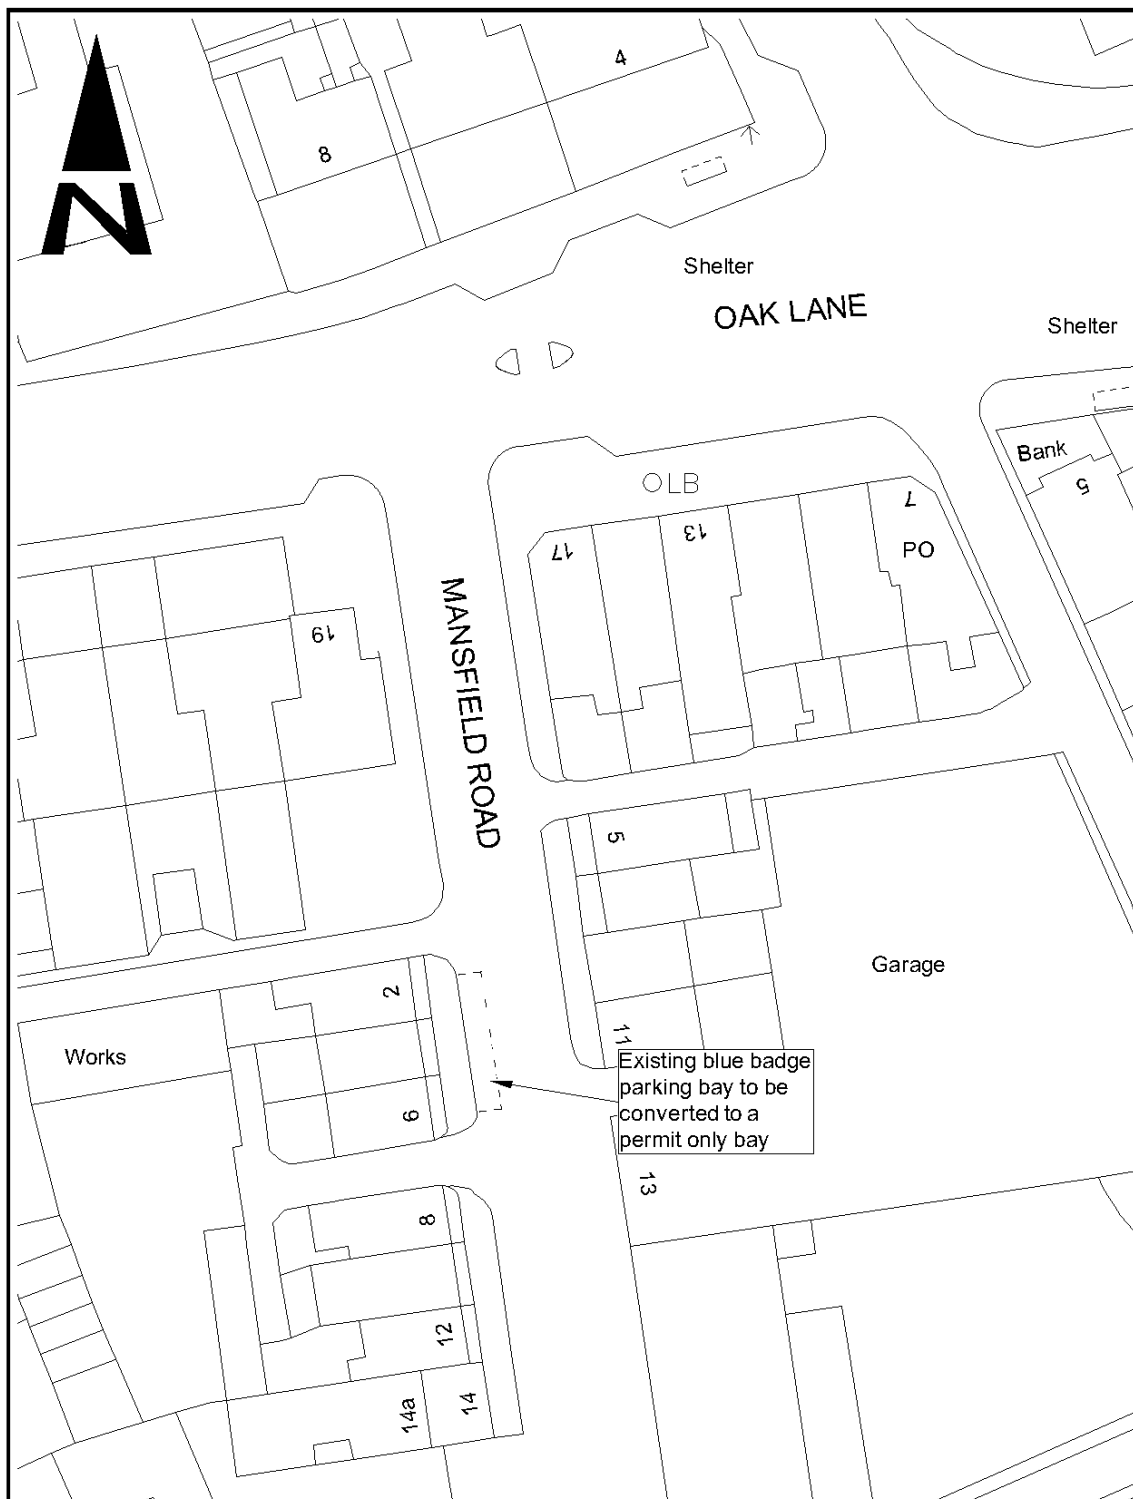 4
8
N
Shelter
OAK LANE
Shelter
Bank
5
LB
7
17
13
PO
19
MANSFIELD ROAD
5
Garage
2
11
Works
Existing blue badge
parking bay to be
converted to a
permit only bay
6
13
8
12
14a
14